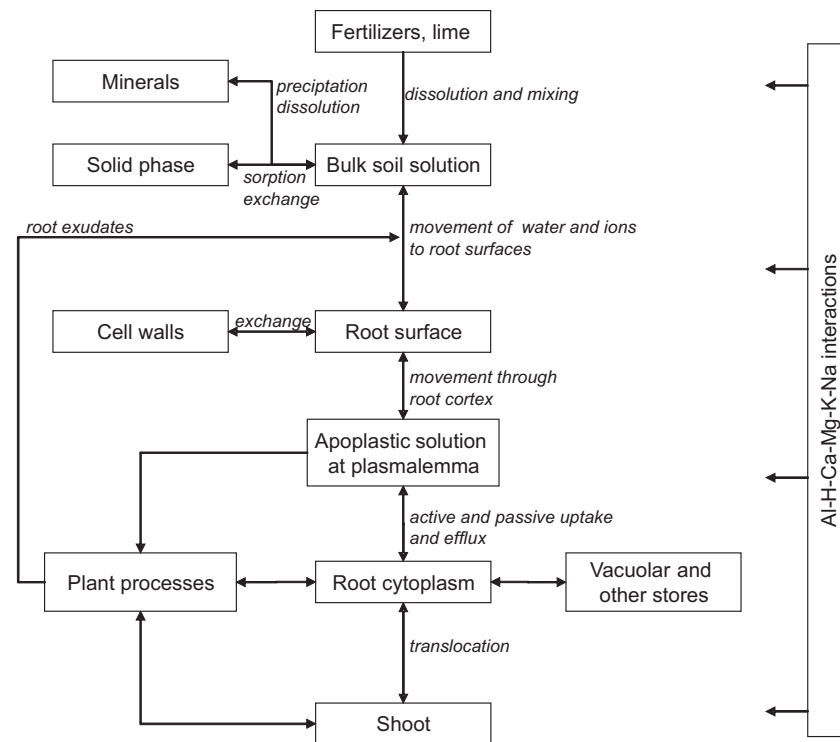 Fertilizers, lime
Minerals
preciptation
dissolution
dissolution and mixing
Solid phase
Bulk soil solution
sorption
exchange
root exudates
movement of water and ions
to root surfaces
Cell walls
exchange
Root surface
movement through
root cortex
Apoplastic solution
at plasmalemma
active and passive uptake
and efflux
Plant processes
Root cytoplasm
Vacuolar and
other stores
translocation
Shoot
Al-H-Ca-Mg-K-Na interactions